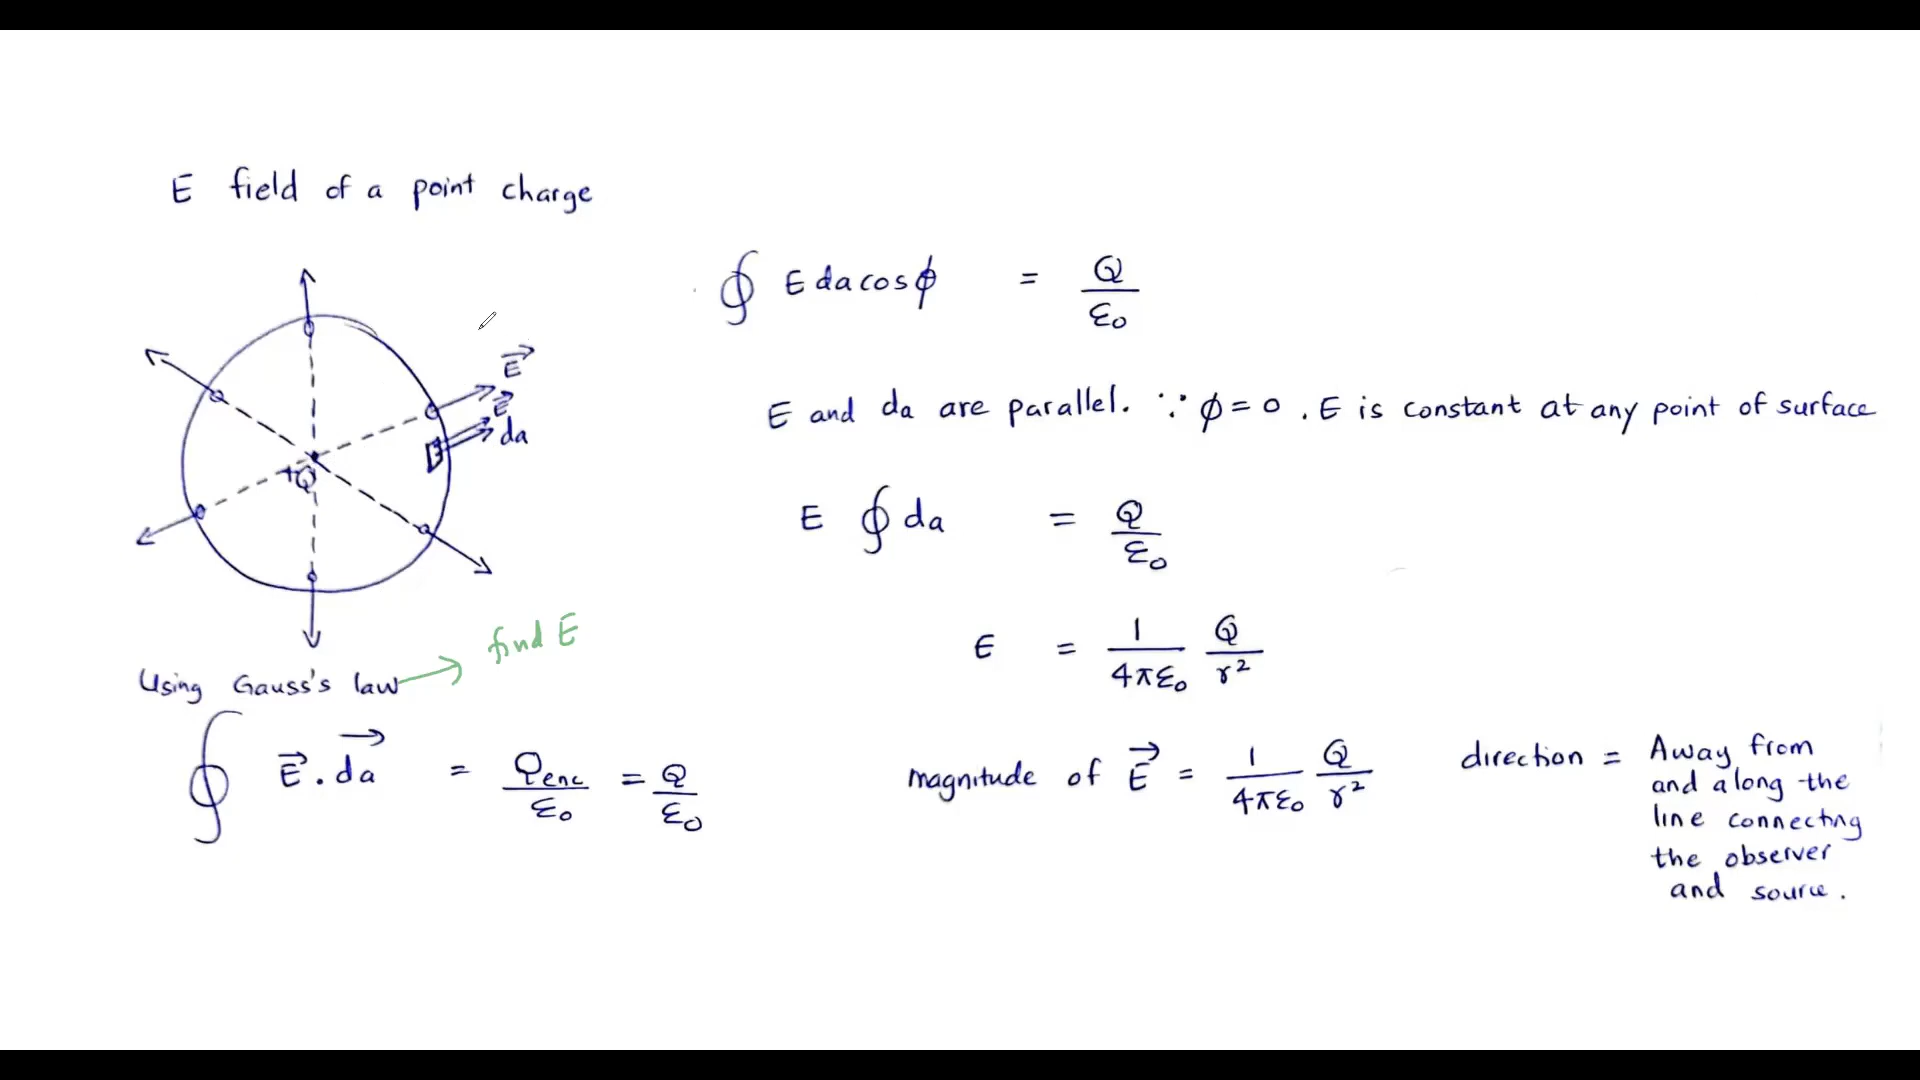 E field of a point charge
E⃗
E⃗
da
+Q
Using Gauss's law → find E
∮ E⃗ . da⃗ = Qenc/ε₀ = Q/ε₀
∮ E da cosϕ = Q/ε₀
E and da are parallel. ∵ ϕ = 0 . E is constant at any point of surface
E ∮ da = Q/ε₀
E = 1/4πε₀ Q/r²
magnitude of E⃗ = 1/4πε₀ Q/r²
direction = Away from
and along the
line connecting
the observer
and source .